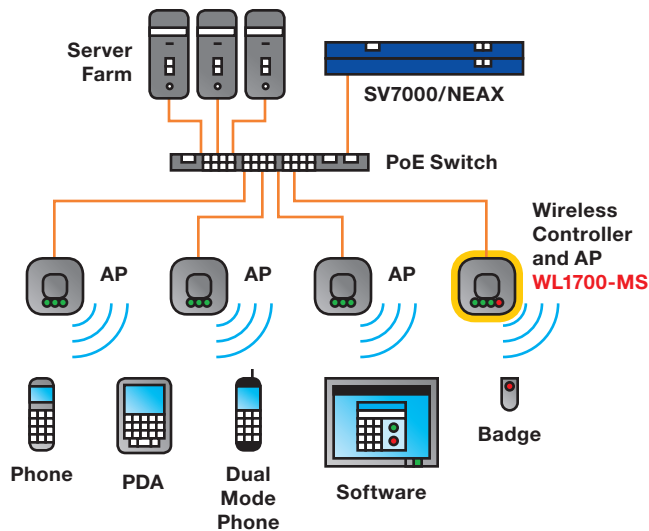 Server
Farm
SV7000/NEAX
PoE Switch
Wireless
Controller
and AP
WL1700-MS
AP
AP
AP
Phone
PDA
Dual
Mode
Phone
Software
Badge